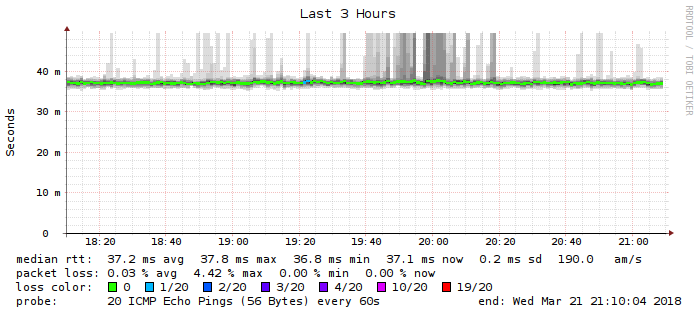 Last 3 Hours
RRDTOOL / TOBI OETIKER
Seconds
40 m
30 m
20 m
10 m
0
18:20 18:40 19:00 19:20 19:40 20:00 20:20 20:40 21:00
median rtt: 37.2 ms avg 37.8 ms max 36.8 ms min 37.1 ms now 0.2 ms sd 190.0 am/s
packet loss: 0.03 % avg 4.42 % max 0.00 % min 0.00 % now
loss color: 0 1/20 2/20 3/20 4/20 10/20 19/20
probe: 20 ICMP Echo Pings (56 Bytes) every 60s end: Wed Mar 21 21:10:04 2018